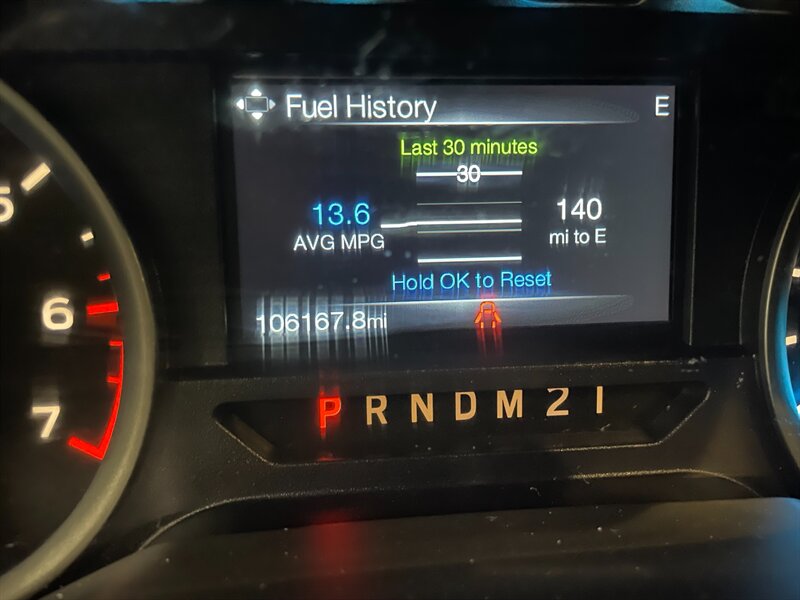 Fuel History
E
Last 30 minutes
30
13.6
AVG MPG
140
mi to E
Hold OK to Reset
106167.8mi
5
6
7
P R N D M 2 1